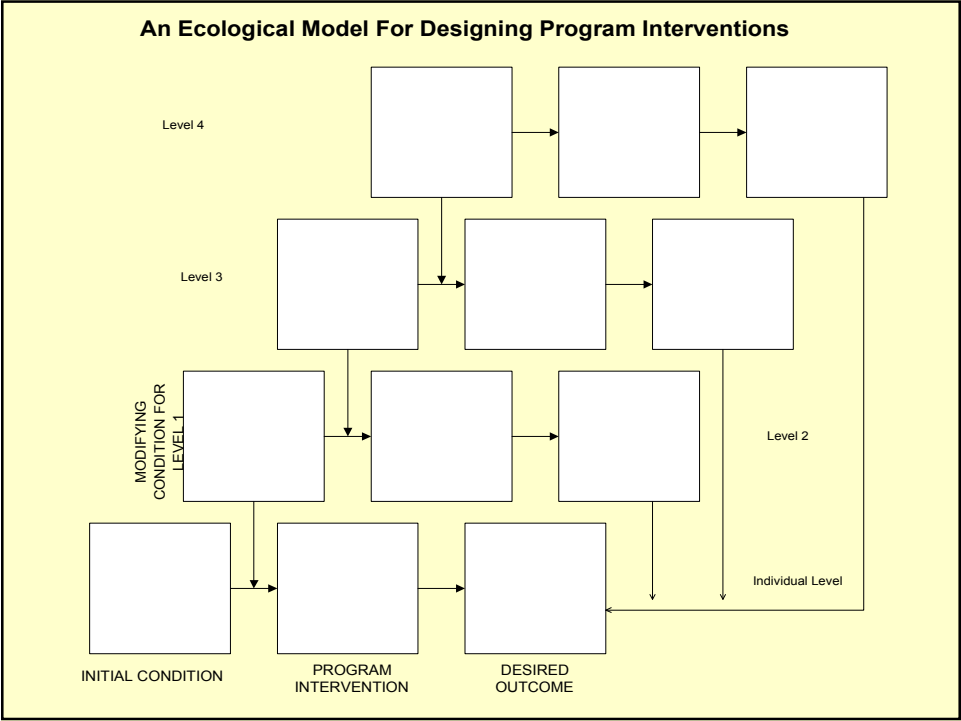 An Ecological Model For Designing Program Interventions
Level 4
Level 3
MODIFYING
CONDITION FOR
LEVEL 1
Level 2
Individual Level
INITIAL CONDITION
PROGRAM
INTERVENTION
DESIRED
OUTCOME